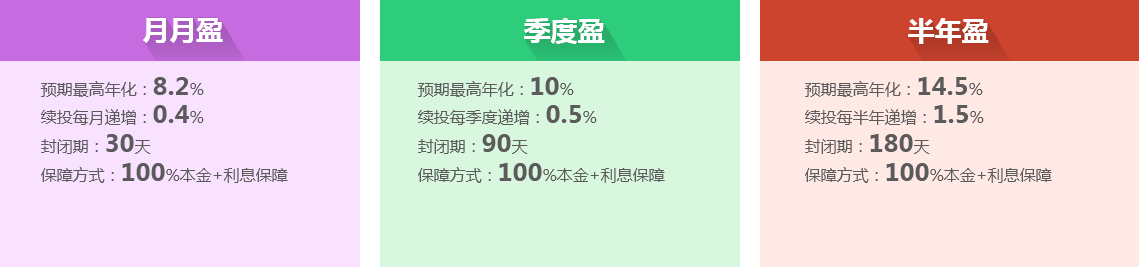 月月盈
预期最高年化：8.2%
续投每月递增：0.4%
封闭期：30天
保障方式：100%本金+利息保障
季度盈
预期最高年化：10%
续投每季度递增：0.5%
封闭期：90天
保障方式：100%本金+利息保障
半年盈
预期最高年化：14.5%
续投每半年递增：1.5%
封闭期：180天
保障方式：100%本金+利息保障